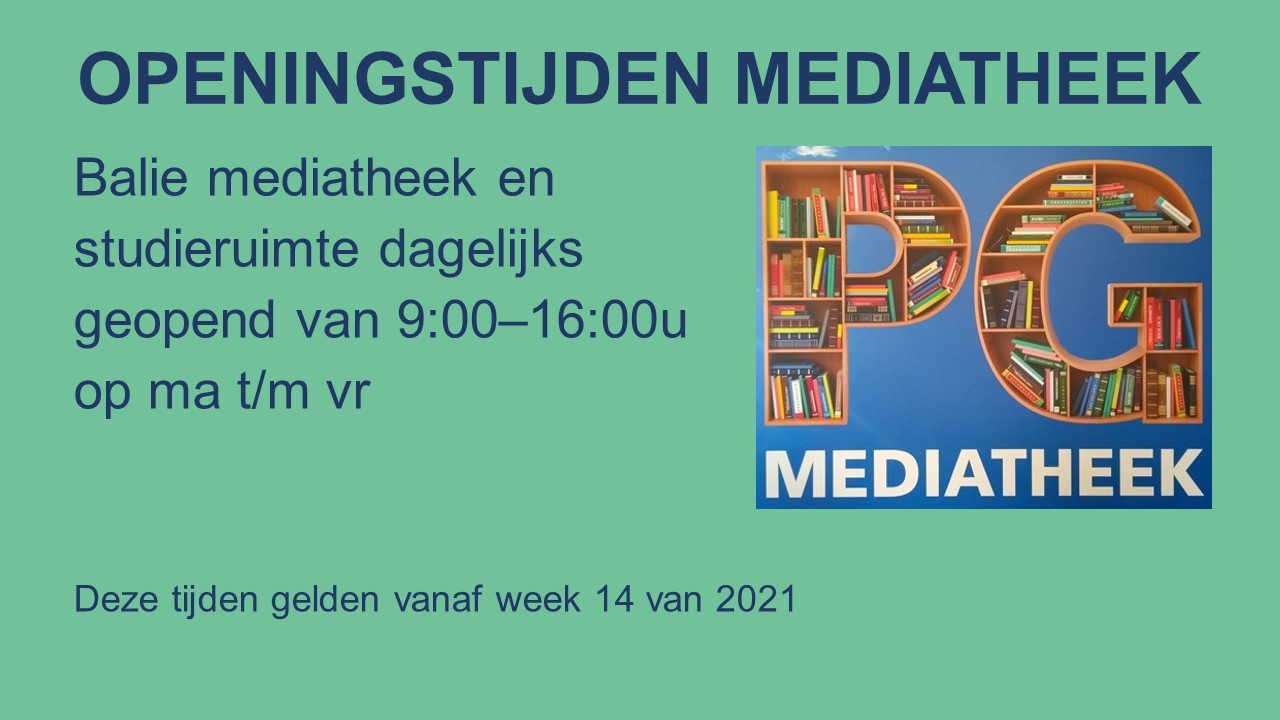 OPENINGSTIJDEN MEDIATHEEK
Balie mediatheek en
studieruimte dagelijks
geopend van 9:00–16:00u
op ma t/m vr
PG
MEDIATHEEK
Deze tijden gelden vanaf week 14 van 2021